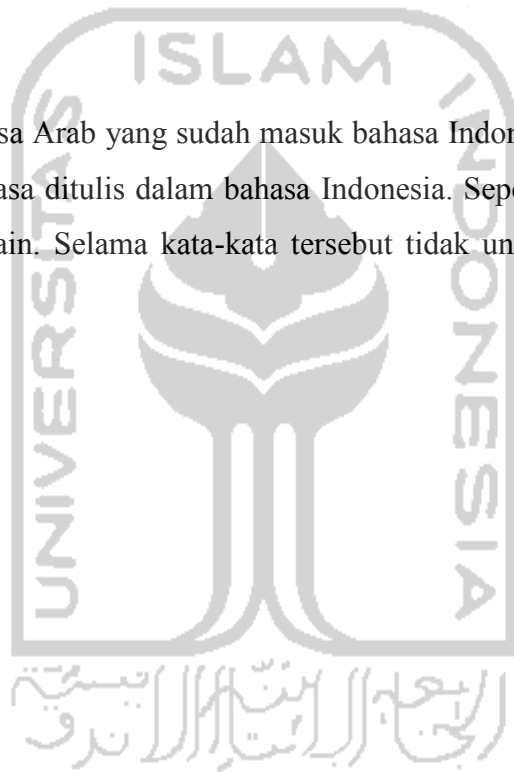 ISLAM
UNIVERSITAS
INDONESIA
sa Arab yang sudah masuk bahasa Indon
asa ditulis dalam bahasa Indonesia. Sepe
ain. Selama kata-kata tersebut tidak un